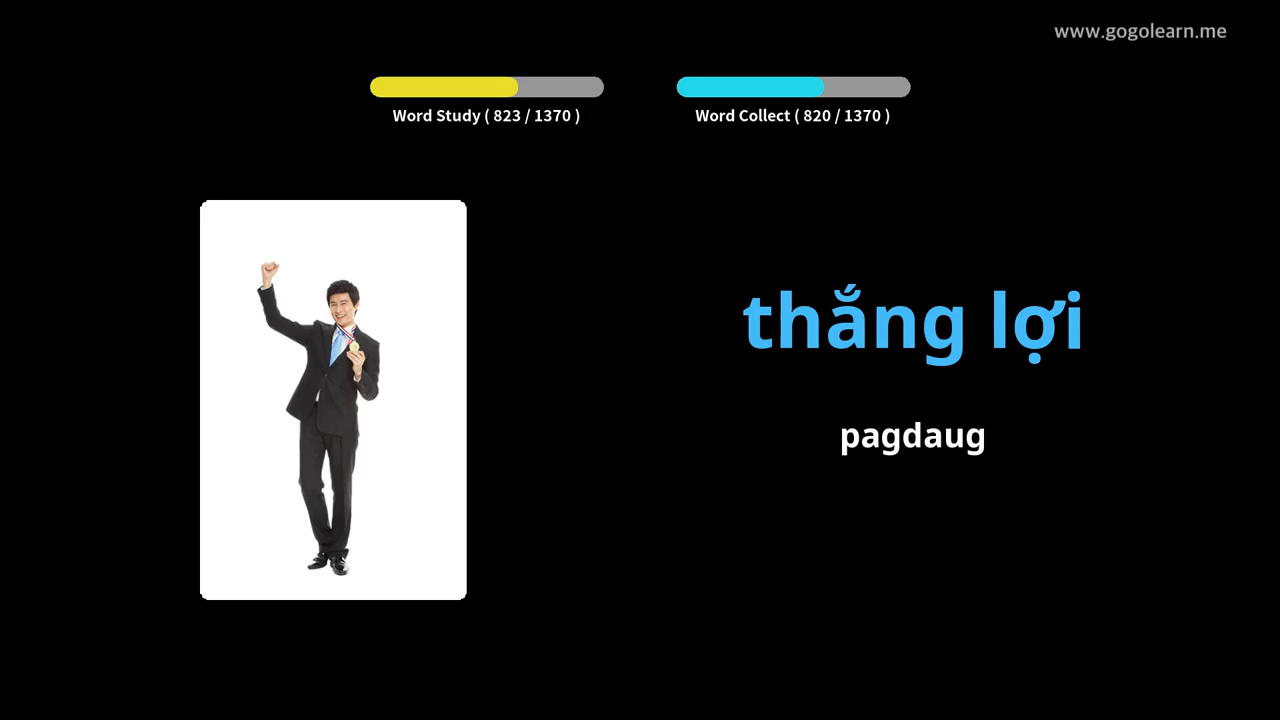 www.gogolearn.me
Word Study ( 823 / 1370 )
Word Collect ( 820 / 1370 )
thắng lợi
pagdaug